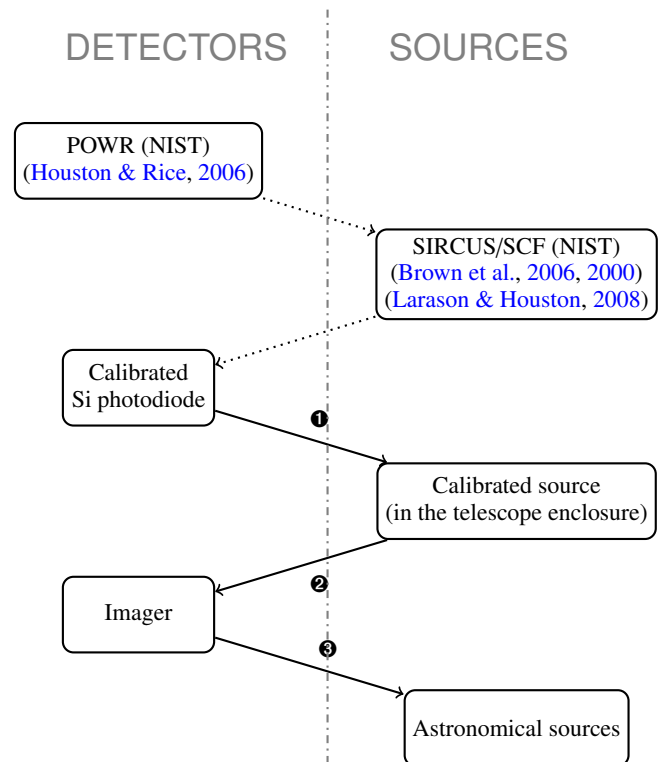 DETECTORS SOURCES
POWR (NIST)
(Houston & Rice, 2006)
SIRCUS/SCF (NIST)
(Brown et al., 2006, 2000)
(Larason & Houston, 2008)
Calibrated
Si photodiode
❶
Calibrated source
(in the telescope enclosure)
❷
Imager
❸
Astronomical sources